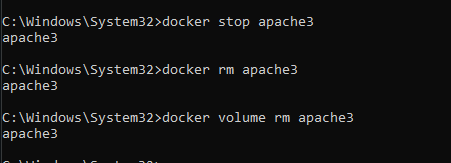 C:\Windows\System32>docker stop apache3
apache3
C:\Windows\System32>docker rm apache3
apache3
C:\Windows\System32>docker volume rm apache3
apache3